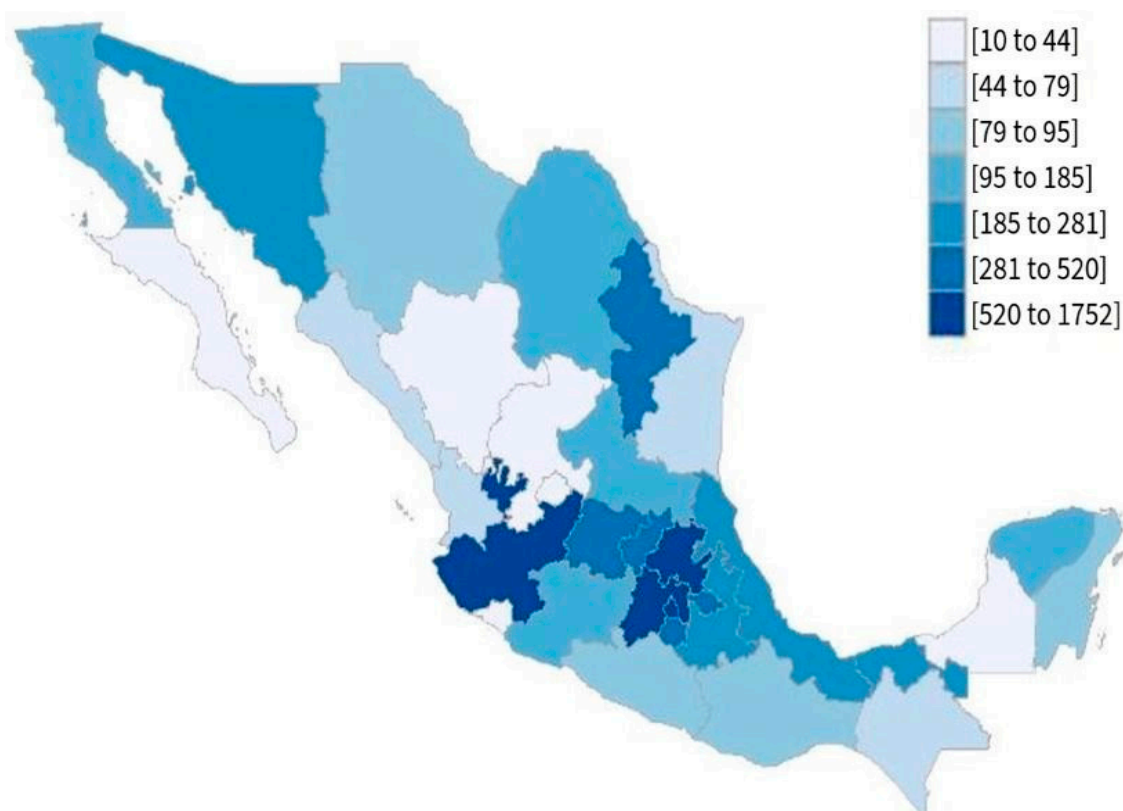 [10 to 44]
[44 to 79]
[79 to 95]
[95 to 185]
[185 to 281]
[281 to 520]
[520 to 1752]